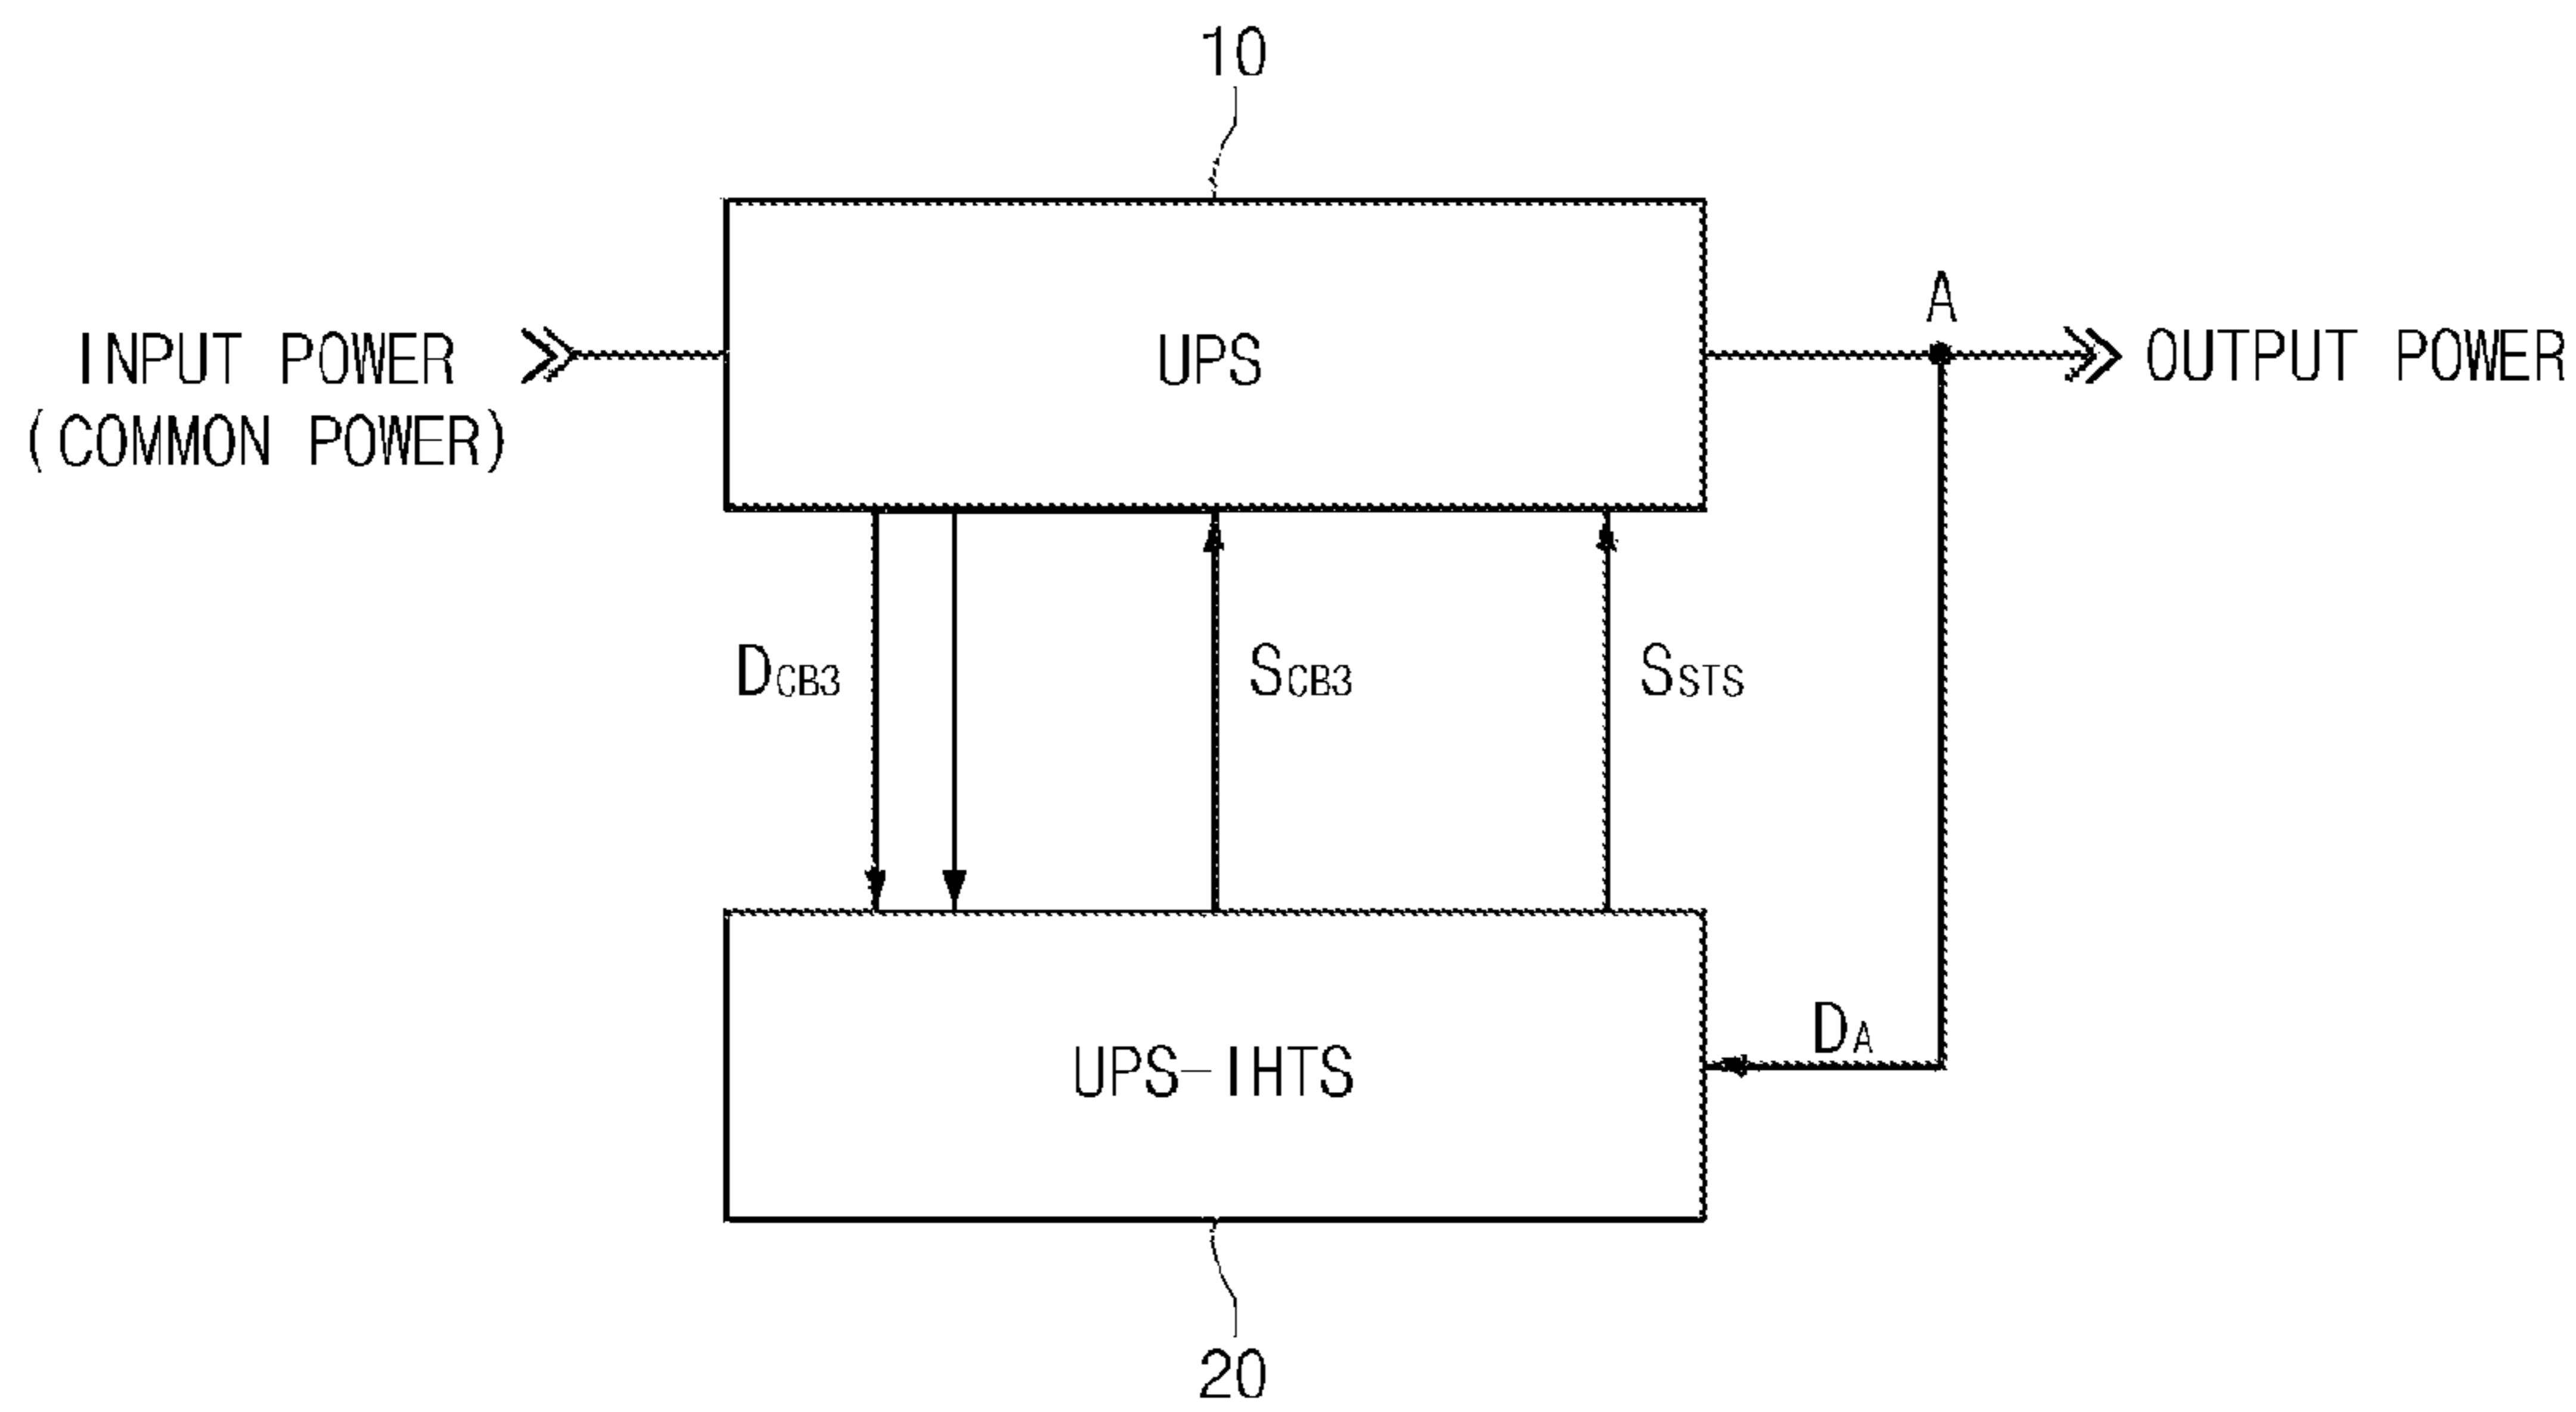 10
A
INPUT POWER
(COMMON POWER)
UPS
OUTPUT POWER
DCB3
SCB3
SSTS
DA
UPS-IHTS
20